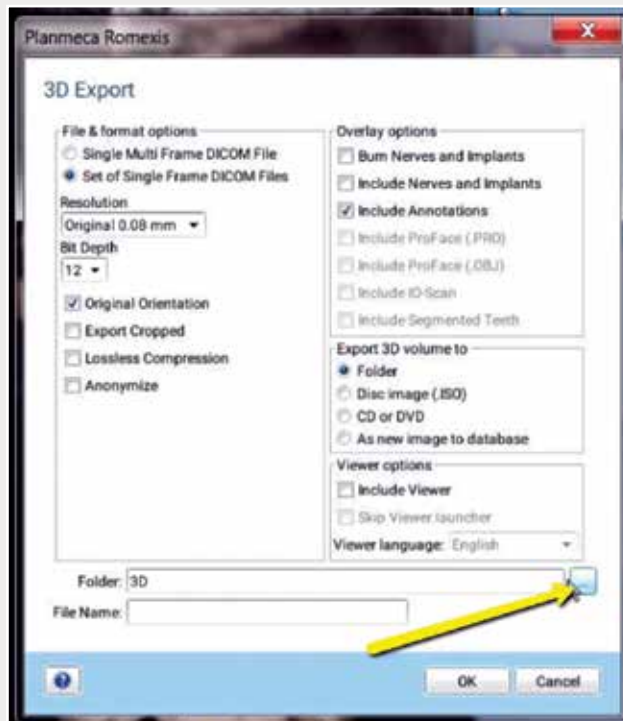 Planmeca Romexis
3D Export
File & format options
Single Multi Frame DICOM File
Set of Single Frame DICOM Files
Resolution
Original 0.08 mm
Bit Depth
12
Original Orientation
Export Cropped
Lossless Compression
Anonymize
Overlay options
Burn Nerves and Implants
Include Nerves and Implants
Include Annotations
Include ProFace (.PRO)
Include ProFace (.OBJ)
Include IO-Scan
Include Segmented Teeth
Export 3D volume to
Folder
Disc image (.ISO)
CD or DVD
As new image to database
Viewer options
Include Viewer
Skip Viewer launcher
Viewer language: English
Folder: 3D
...
File Name:
? OK Cancel